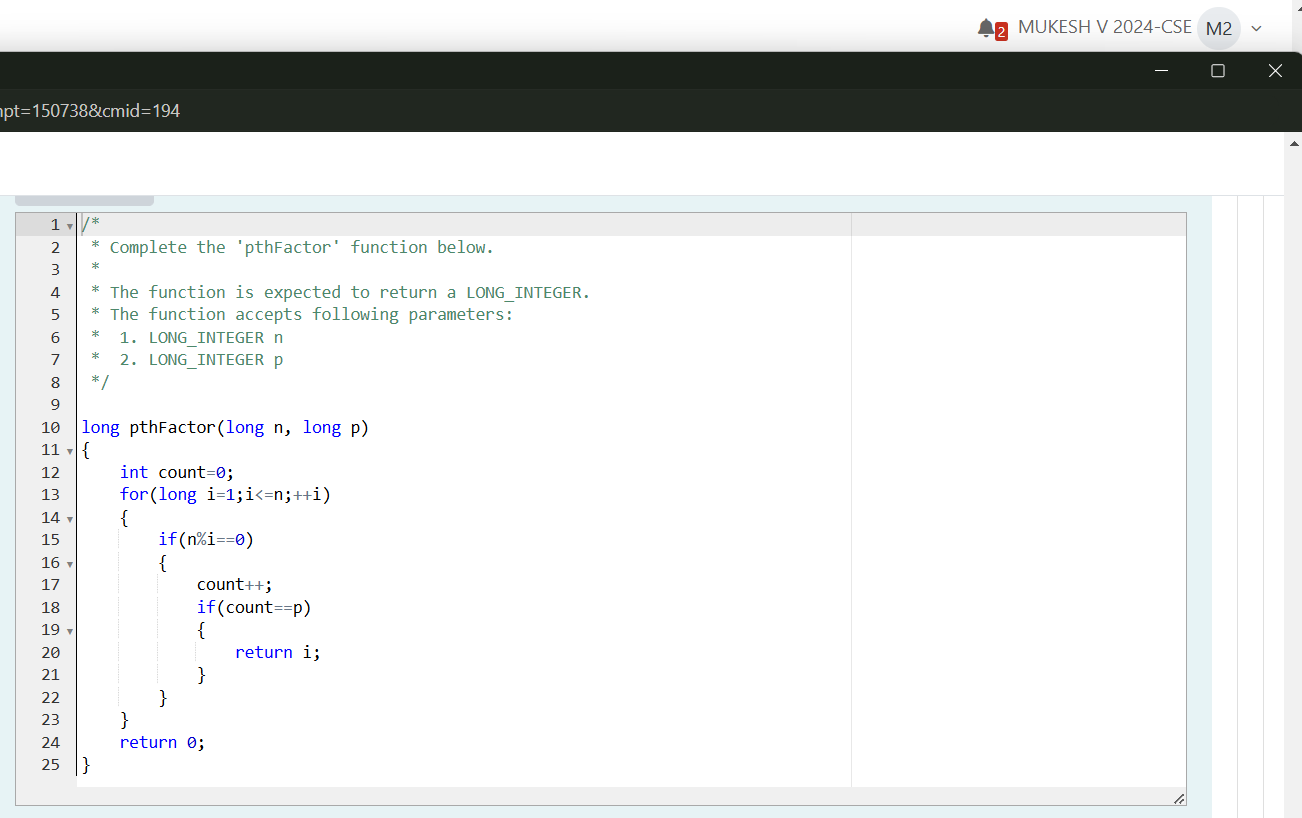 2 MUKESH V 2024-CSE M2
pt=150738&cmid=194
1 /*
2  * Complete the 'pthFactor' function below.
3  *
4  * The function is expected to return a LONG_INTEGER.
5  * The function accepts following parameters:
6  *  1. LONG_INTEGER n
7  *  2. LONG_INTEGER p
8  */
9
10 long pthFactor(long n, long p)
11 {
12     int count=0;
13     for(long i=1;i<=n;++i)
14     {
15         if(n%i==0)
16         {
17             count++;
18             if(count==p)
19             {
20                 return i;
21             }
22         }
23     }
24     return 0;
25 }